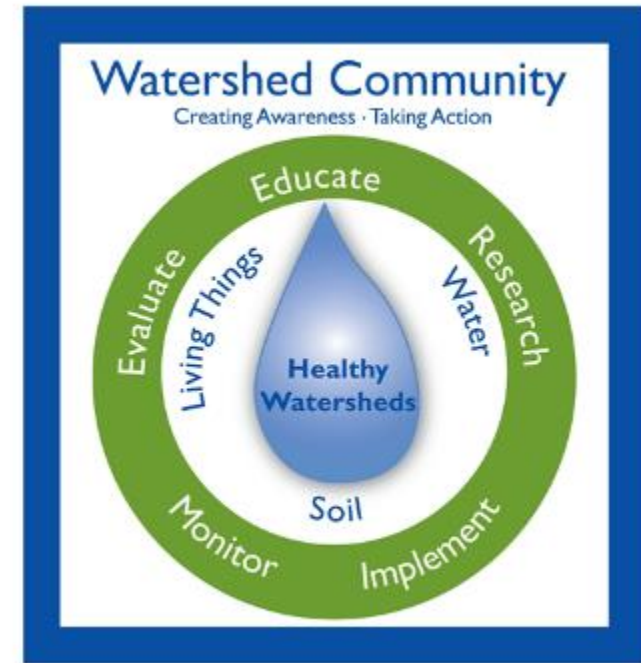 Watershed Community
Creating Awareness · Taking Action
Educate
Research
Implement
Monitor
Evaluate
Living Things
Water
Soil
Healthy
Watersheds